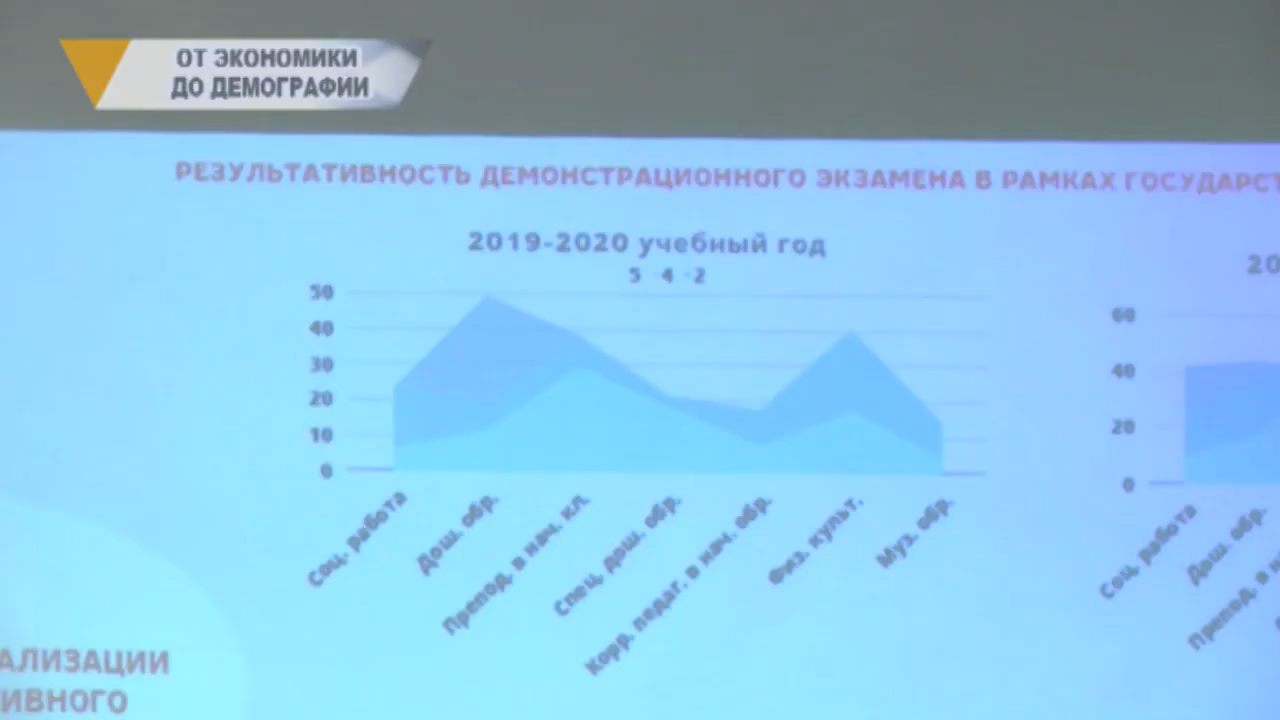 ОТ ЭКОНОМИКИ
ДО ДЕМОГРАФИИ
РЕЗУЛЬТАТИВНОСТЬ ДЕМОНСТРАЦИОННОГО ЭКЗАМЕНА В РАМКАХ ГОСУДАРСТ
2019-2020 учебный год
5 4 2
50
40
30
20
10
0
Соц. работа
Дош. обр.
Препод. в нач. кл.
Спец. дош. обр.
Корр. педаг. в нач. обр.
Физ. культ.
Муз. обр.
20
60
40
20
0
Соц. работа
Дош. обр.
Препод. в н
АЛИЗАЦИИ
ИВНОГО